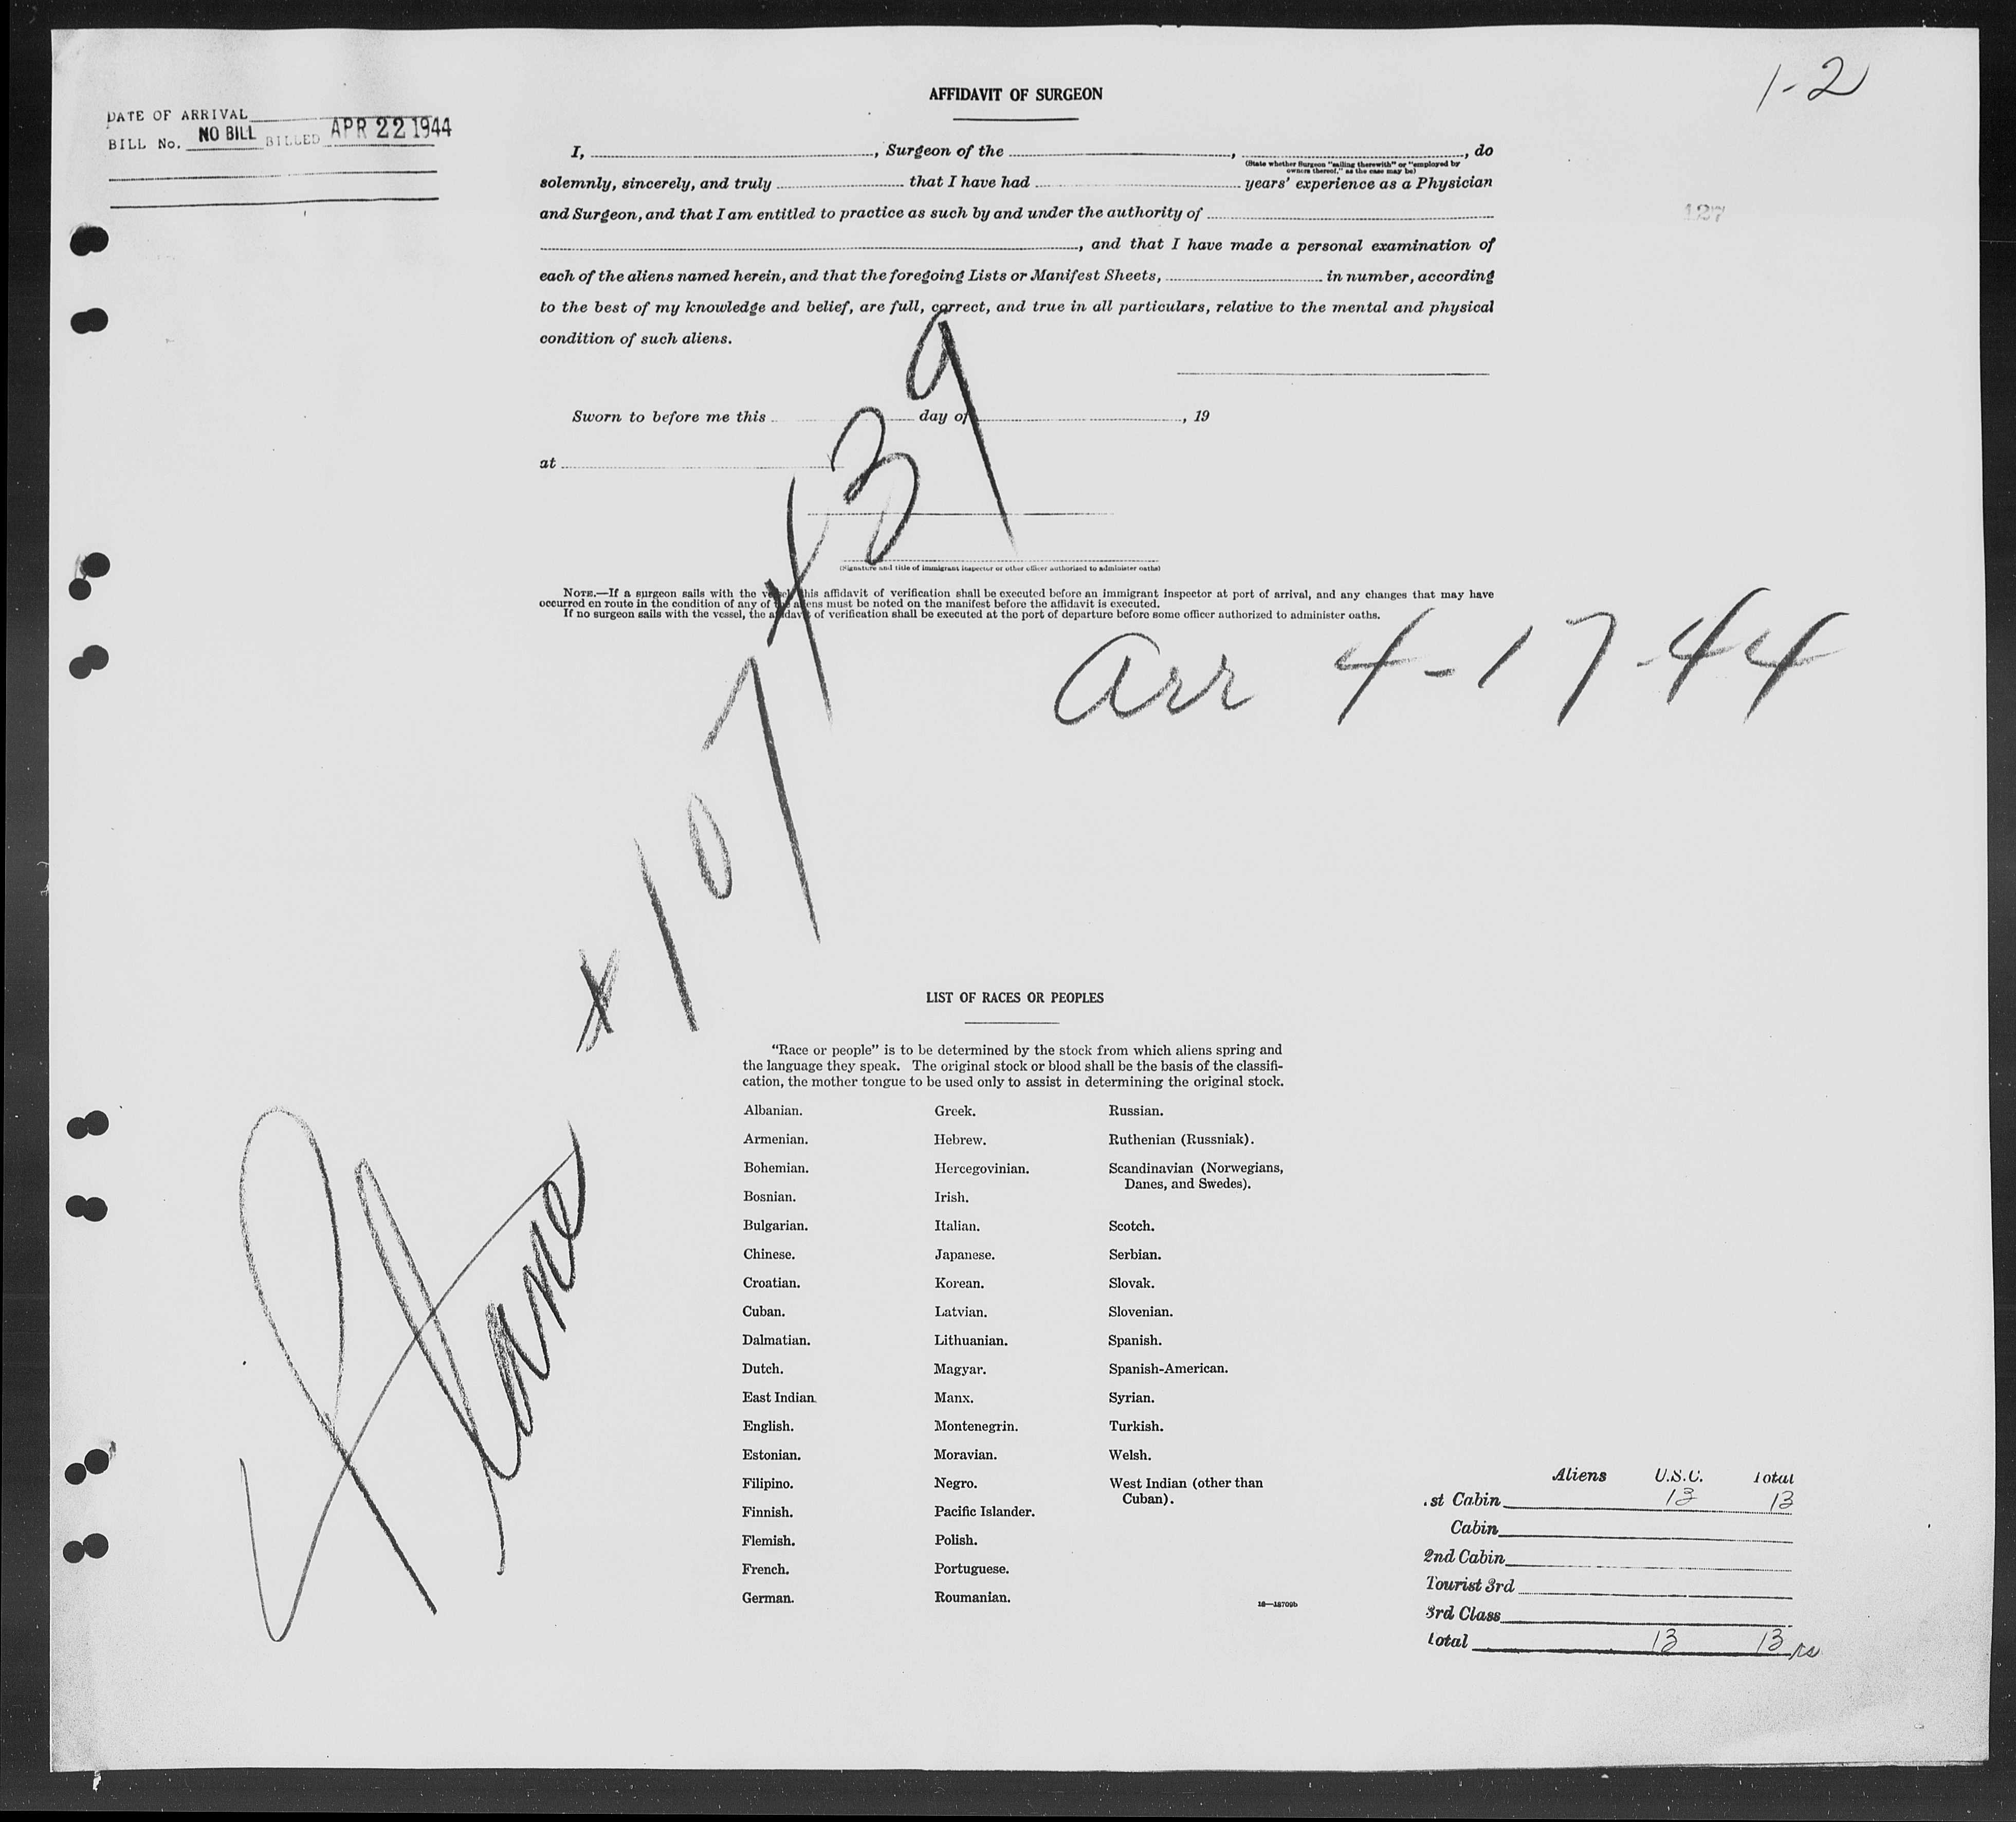 1-2
DATE OF ARRIVAL
BILL No. NO BILL BILLED APR 22 1944
AFFIDAVIT OF SURGEON
I, , Surgeon of the , , do
(State whether Surgeon "sailing therewith" or "employed by
owners thereof," as the case may be)
solemnly, sincerely, and truly that I have had years' experience as a Physician
and Surgeon, and that I am entitled to practice as such by and under the authority of
127
, and that I have made a personal examination of
each of the aliens named herein, and that the foregoing Lists or Manifest Sheets, in number, according
to the best of my knowledge and belief, are full, correct, and true in all particulars, relative to the mental and physical
condition of such aliens.
Sworn to before me this day of , 19
at
(Signature and title of immigrant inspector or other officer authorized to administer oaths)
NOTE.—If a surgeon sails with the vessel, this affidavit of verification shall be executed before an immigrant inspector at port of arrival, and any changes that may have
occurred en route in the condition of any of the aliens must be noted on the manifest before the affidavit is executed.
If no surgeon sails with the vessel, the affidavit of verification shall be executed at the port of departure before some officer authorized to administer oaths.
arr 4-17-44
Plane #107439
LIST OF RACES OR PEOPLES
"Race or people" is to be determined by the stock from which aliens spring and
the language they speak. The original stock or blood shall be the basis of the classifi-
cation, the mother tongue to be used only to assist in determining the original stock.
Albanian. Greek. Russian.
Armenian. Hebrew. Ruthenian (Russniak).
Bohemian. Hercegovinian. Scandinavian (Norwegians,
Danes, and Swedes).
Bosnian. Irish.
Bulgarian. Italian. Scotch.
Chinese. Japanese. Serbian.
Croatian. Korean. Slovak.
Cuban. Latvian. Slovenian.
Dalmatian. Lithuanian. Spanish.
Dutch. Magyar. Spanish-American.
East Indian. Manx. Syrian.
English. Montenegrin. Turkish.
Estonian. Moravian. Welsh.
Filipino. Negro. West Indian (other than
Cuban).
Finnish. Pacific Islander.
Flemish. Polish.
French. Portuguese.
German. Roumanian.
16—18709b
Aliens U.S.C. Total
1st Cabin 13 13
Cabin
2nd Cabin
Tourist 3rd
3rd Class
Total 13 13